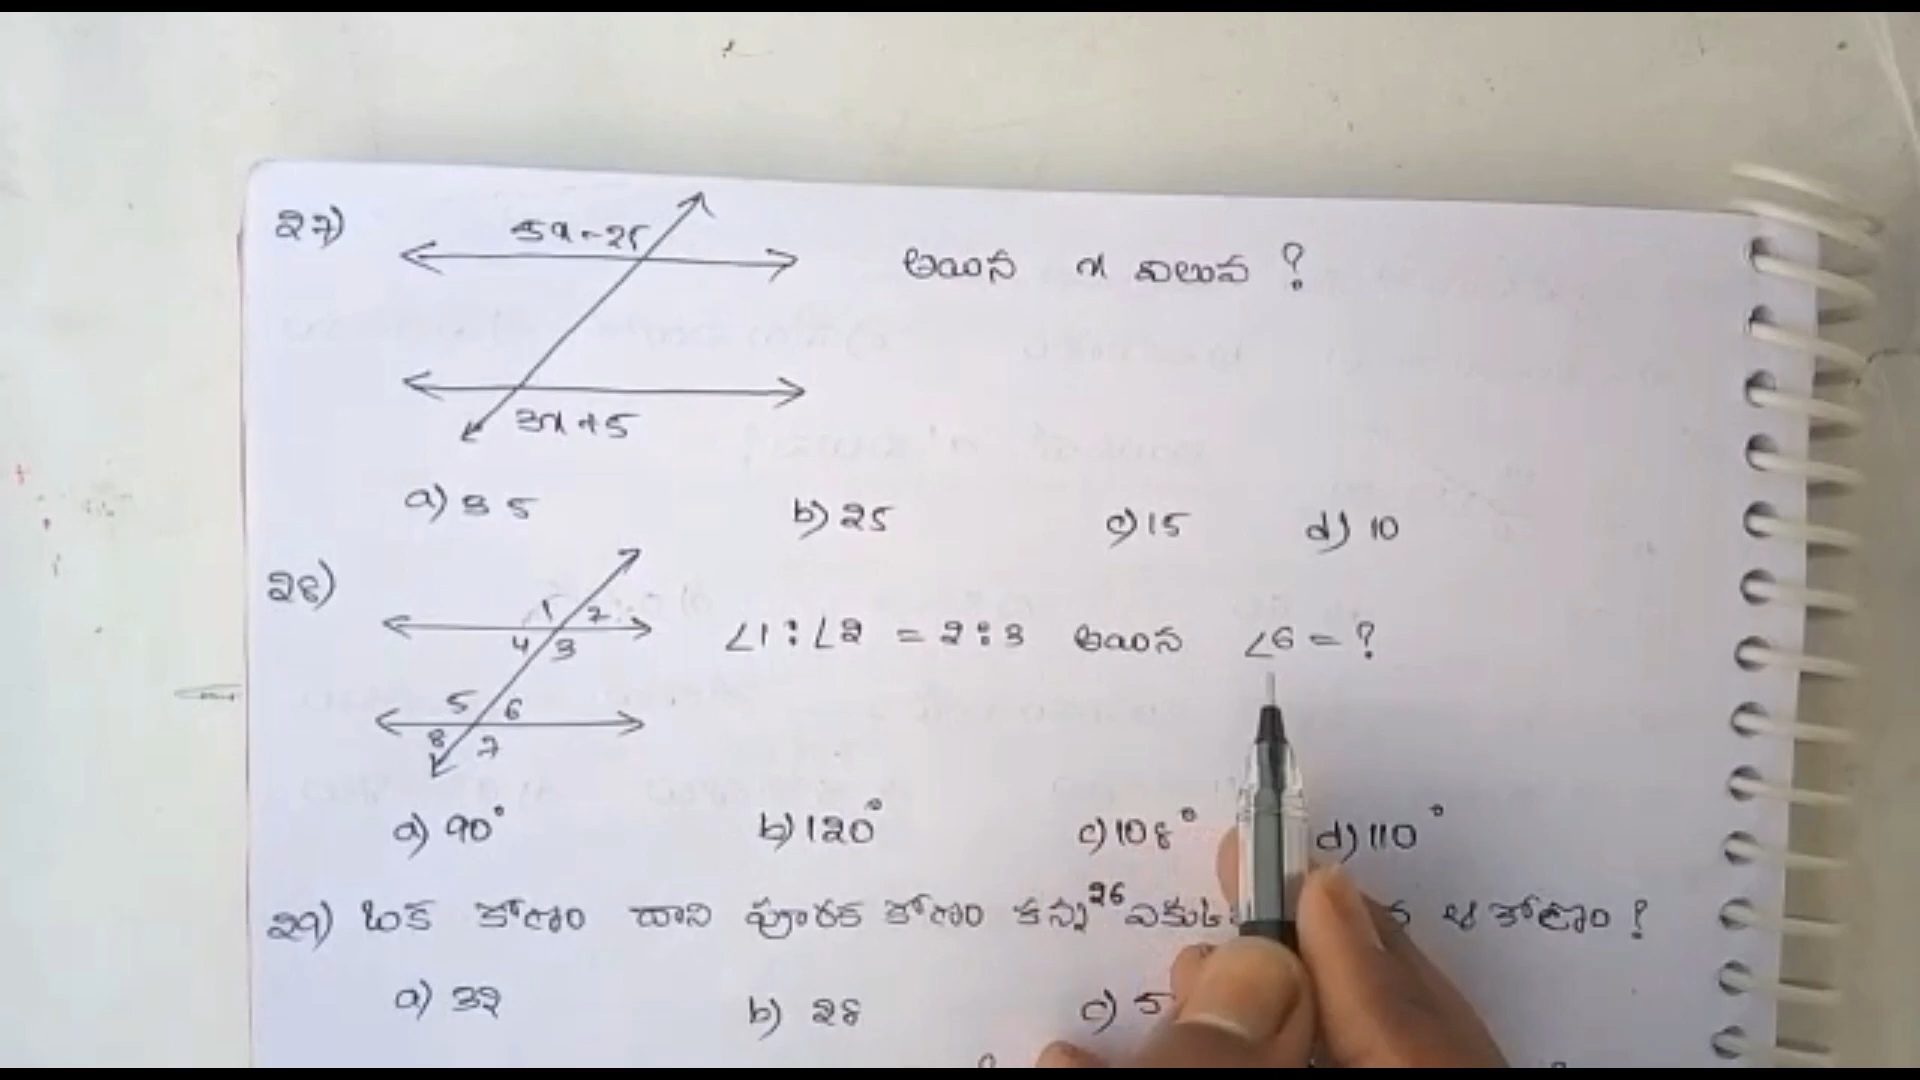 27) 5x-25 అయిన x విలువ ?
3x+5
a) 35 b) 25 c) 15 d) 10
28) 1 2 ∠1:∠2 = 2:3 అయిన ∠6 = ?
4 3
5 6
8 7
a) 90° b) 120° c) 108° d) 110°
29) ఒక కోణం దాని పూరక కోణం కన్న 26 ఆ కోణం ?
a) 32 b) 28 c) 5